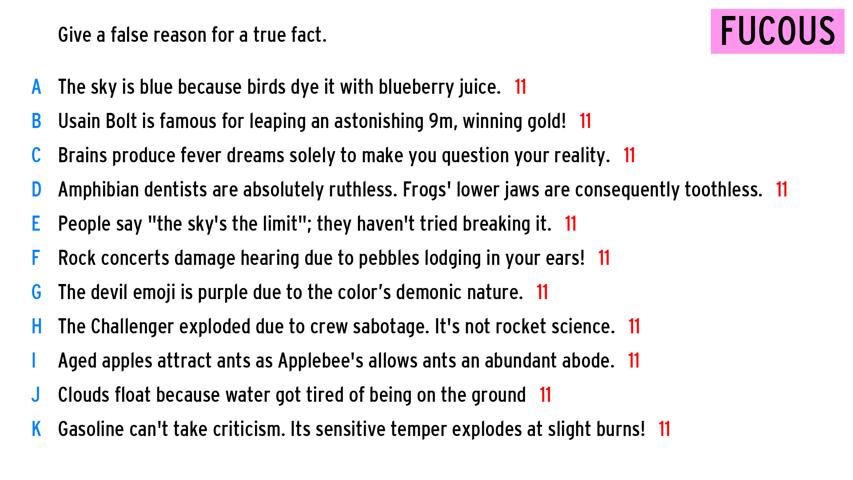 Give a false reason for a true fact.
FUCOUS
A The sky is blue because birds dye it with blueberry juice. 11
B Usain Bolt is famous for leaping an astonishing 9m, winning gold! 11
C Brains produce fever dreams solely to make you question your reality. 11
D Amphibian dentists are absolutely ruthless. Frogs' lower jaws are consequently toothless. 11
E People say "the sky's the limit"; they haven't tried breaking it. 11
F Rock concerts damage hearing due to pebbles lodging in your ears! 11
G The devil emoji is purple due to the color’s demonic nature. 11
H The Challenger exploded due to crew sabotage. It's not rocket science. 11
I Aged apples attract ants as Applebee's allows ants an abundant abode. 11
J Clouds float because water got tired of being on the ground 11
K Gasoline can't take criticism. Its sensitive temper explodes at slight burns! 11